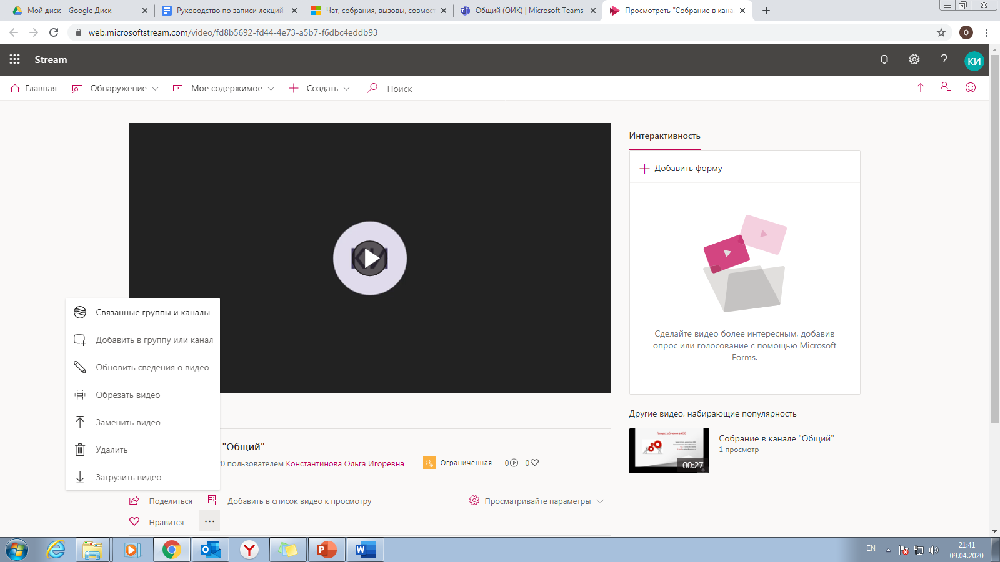 Мой диск – Google Диск
Руководство по записи лекций
Чат, собрания, вызовы, совмест
Общий (ОИК) | Microsoft Teams
Просмотреть "Собрание в кана
web.microsoftstream.com/video/fd8b5692-fd44-4e73-a5b7-f6dbc4eddb93
O
Stream
?
КИ
Главная
Обнаружение
Мое содержимое
Создать
Поиск
КИ
Интерактивность
Добавить форму
Сделайте видео более интересным, добавив
опрос или голосование с помощью Microsoft
Forms.
Другие видео, набирающие популярность
Процесс обучения в ИЭС
00:27
Собрание в канале "Общий"
1 просмотр
Связанные группы и каналы
Добавить в группу или канал
Обновить сведения о видео
Обрезать видео
Заменить видео
Удалить
Загрузить видео
"Общий"
0 пользователем Константинова Ольга Игоревна
Ограниченная
0
0
Поделиться
Добавить в список видео к просмотру
Просматривайте параметры
Нравится
EN
21:41
09.04.2020